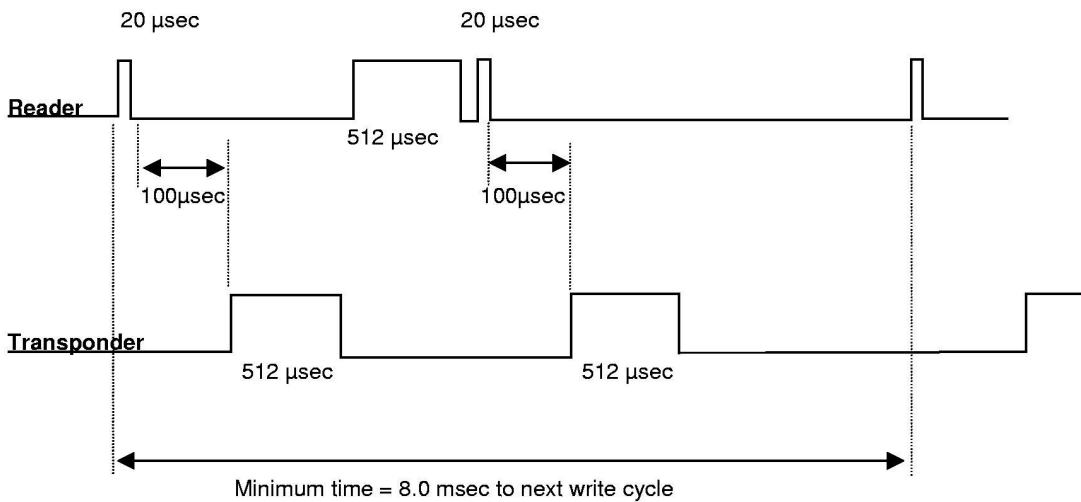 20 µsec
20 µsec
Reader
512 µsec
100µsec
100µsec
Transponder
512 µsec
512 µsec
Minimum time = 8.0 msec to next write cycle